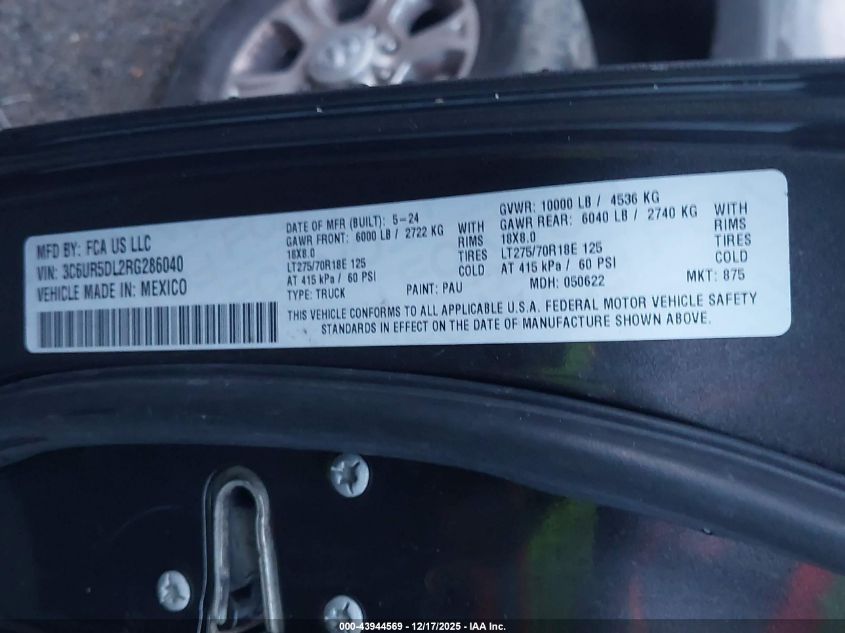 MFD BY: FCA US LLC
VIN: 3C6UR5DL2RG286040
VEHICLE MADE IN: MEXICO
DATE OF MFR (BUILT): 5-24
GAWR FRONT: 6000 LB / 2722 KG WITH
18X8.0 RIMS
LT275/70R18E 125 TIRES
AT 415 kPa / 60 PSI COLD
TYPE: TRUCK PAINT: PAU
GVWR: 10000 LB / 4536 KG
GAWR REAR: 6040 LB / 2740 KG WITH
18X8.0 RIMS
LT275/70R18E 125 TIRES
AT 415 kPa / 60 PSI COLD
MDH: 050622 MKT: 875
THIS VEHICLE CONFORMS TO ALL APPLICABLE U.S.A. FEDERAL MOTOR VEHICLE SAFETY
STANDARDS IN EFFECT ON THE DATE OF MANUFACTURE SHOWN ABOVE.
000-43944569 - 12/17/2025 - IAA Inc.